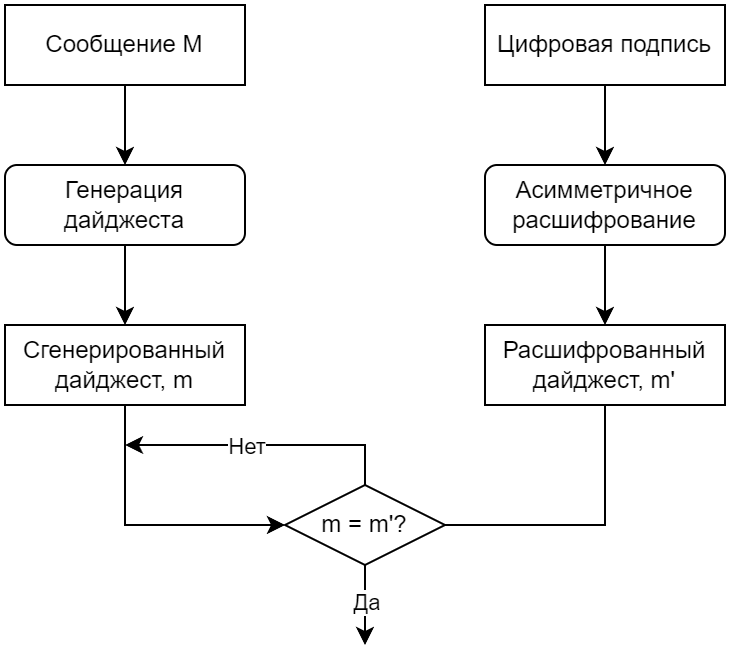 Сообщение М
Цифровая подпись
Генерация
дайджеста
Асимметричное
расшифрование
Сгенерированный
дайджест, m
Расшифрованный
дайджест, m'
Нет
m = m'?
Да